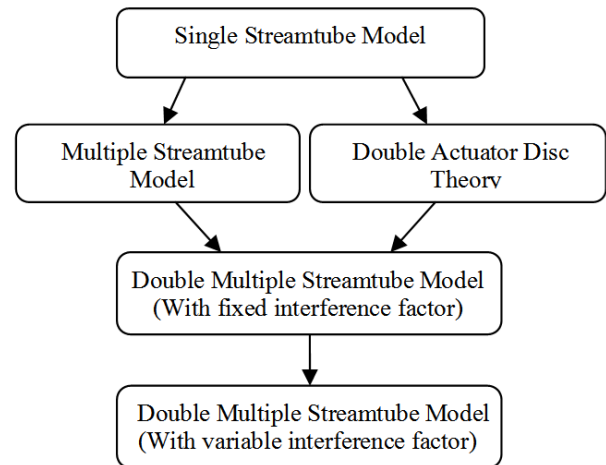 Single Streamtube Model
Multiple Streamtube
Model
Double Actuator Disc
Theory
Double Multiple Streamtube Model
(With fixed interference factor)
Double Multiple Streamtube Model
(With variable interference factor)